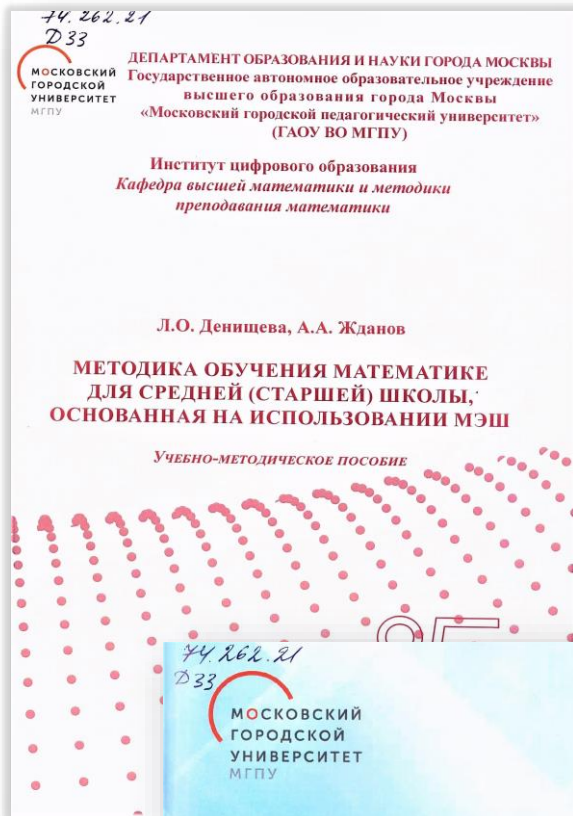 74.262.21
Д33
МОСКОВСКИЙ
ГОРОДСКОЙ
УНИВЕРСИТЕТ
МГПУ
ДЕПАРТАМЕНТ ОБРАЗОВАНИЯ И НАУКИ ГОРОДА МОСКВЫ
Государственное автономное образовательное учреждение
высшего образования города Москвы
«Московский городской педагогический университет»
(ГАОУ ВО МГПУ)
Институт цифрового образования
Кафедра высшей математики и методики
преподавания математики
Л.О. Денищева, А.А. Жданов
МЕТОДИКА ОБУЧЕНИЯ МАТЕМАТИКЕ
ДЛЯ СРЕДНЕЙ (СТАРШЕЙ) ШКОЛЫ,
ОСНОВАННАЯ НА ИСПОЛЬЗОВАНИИ МЭШ
УЧЕБНО-МЕТОДИЧЕСКОЕ ПОСОБИЕ
74.262.21
Д33
МОСКОВСКИЙ
ГОРОДСКОЙ
УНИВЕРСИТЕТ
МГПУ